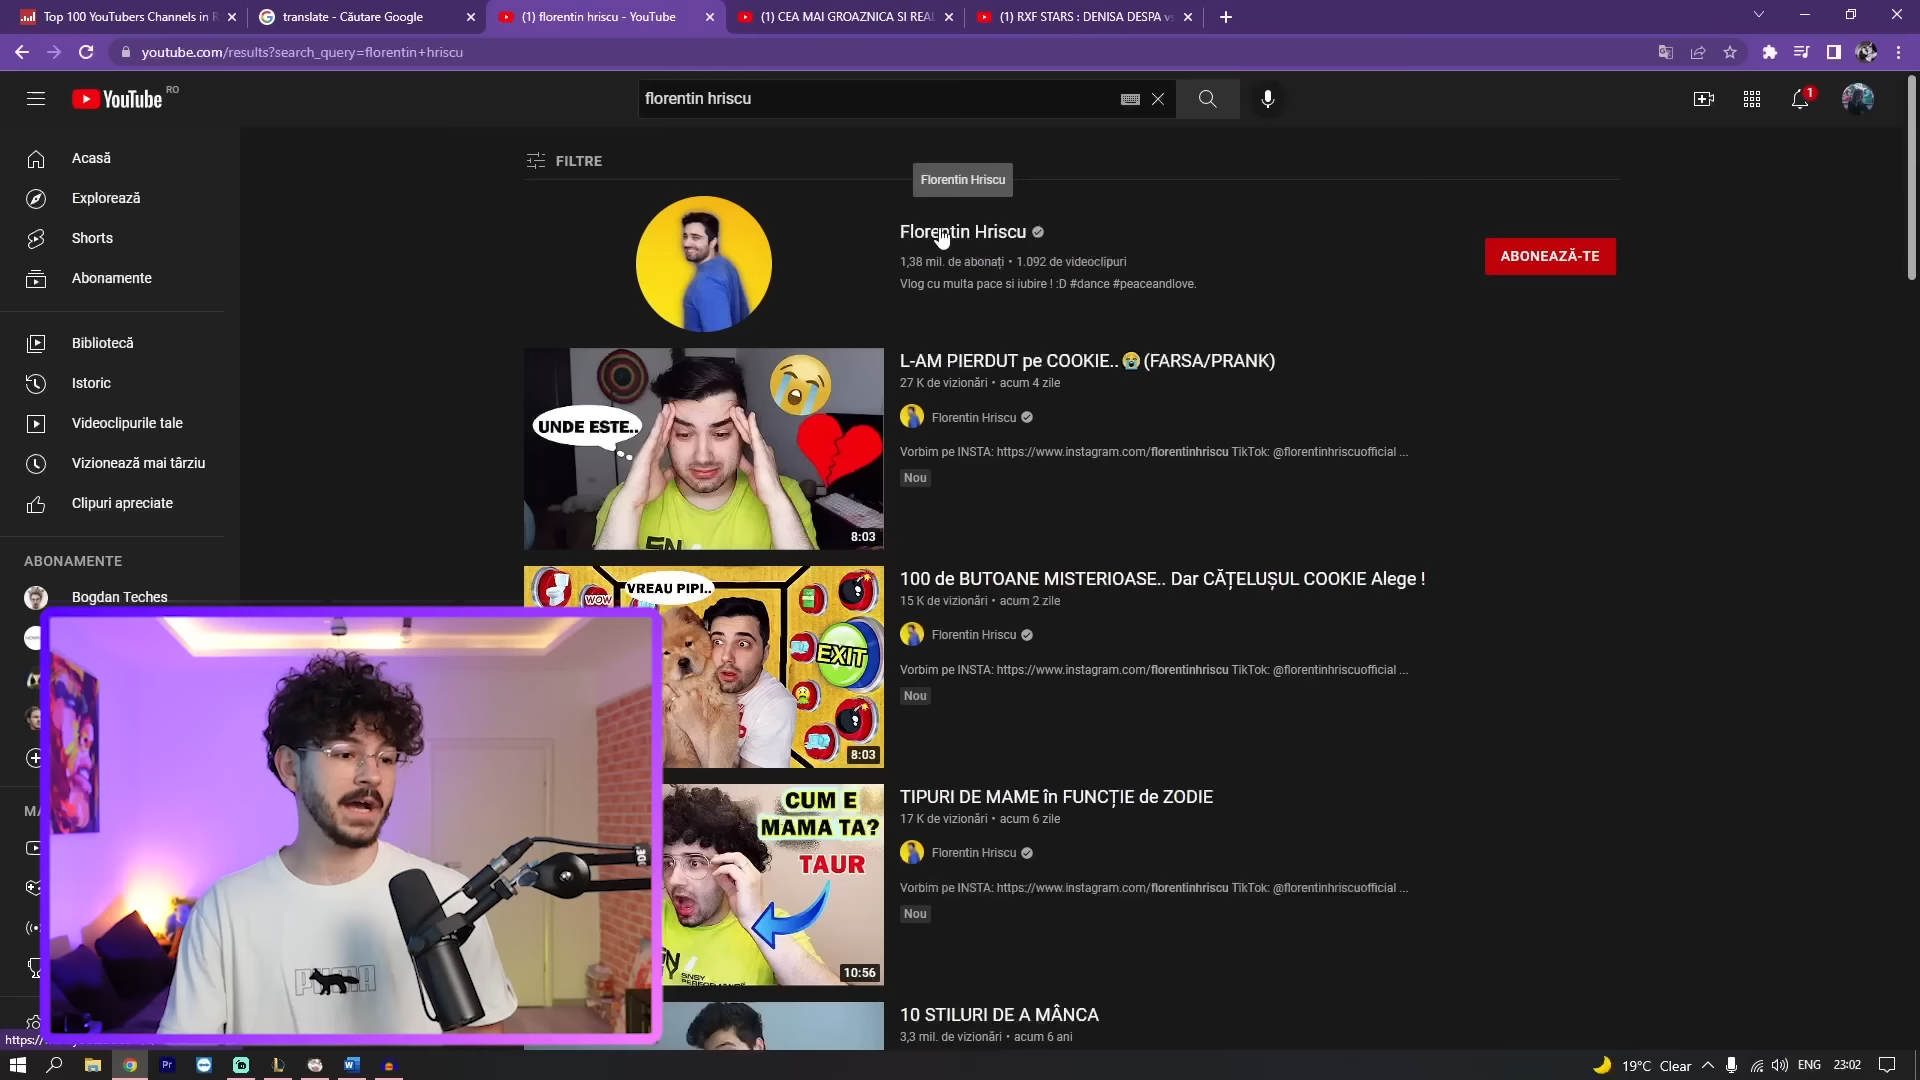 Top 100 YouTubers Channels in R
translate - Căutare Google
(1) florentin hriscu - YouTube
(1) CEA MAI GROAZNICA SI REAL
(1) RXF STARS : DENISA DESPA vs
youtube.com/results?search_query=florentin+hriscu
YouTube RO
florentin hriscu
1
Acasă
Explorează
Shorts
Abonamente
Bibliotecă
Istoric
Videoclipurile tale
Vizionează mai târziu
Clipuri apreciate
ABONAMENTE
Bogdan Teches
FILTRE
Florentin Hriscu
Florentin Hriscu
1,38 mil. de abonați • 1.092 de videoclipuri
Vlog cu multa pace si iubire ! :D #dance #peaceandlove.
ABONEAZĂ-TE
UNDE ESTE..
8:03
L-AM PIERDUT pe COOKIE..😭(FARSA/PRANK)
27 K de vizionări • acum 4 zile
Florentin Hriscu
Vorbim pe INSTA: https://www.instagram.com/florentinhriscu TikTok: @florentinhriscuofficial ...
Nou
VREAU PIPI..
WOW
EXIT
8:03
100 de BUTOANE MISTERIOASE.. Dar CĂȚELUȘUL COOKIE Alege !
15 K de vizionări • acum 2 zile
Florentin Hriscu
Vorbim pe INSTA: https://www.instagram.com/florentinhriscu TikTok: @florentinhriscuofficial ...
Nou
CUM E
MAMA TA?
TAUR
10:56
TIPURI DE MAME în FUNCȚIE de ZODIE
17 K de vizionări • acum 6 zile
Florentin Hriscu
Vorbim pe INSTA: https://www.instagram.com/florentinhriscu TikTok: @florentinhriscuofficial ...
Nou
10 STILURI DE A MÂNCA
3,3 mil. de vizionări • acum 6 ani
PUMA
19°C Clear
ENG
23:02